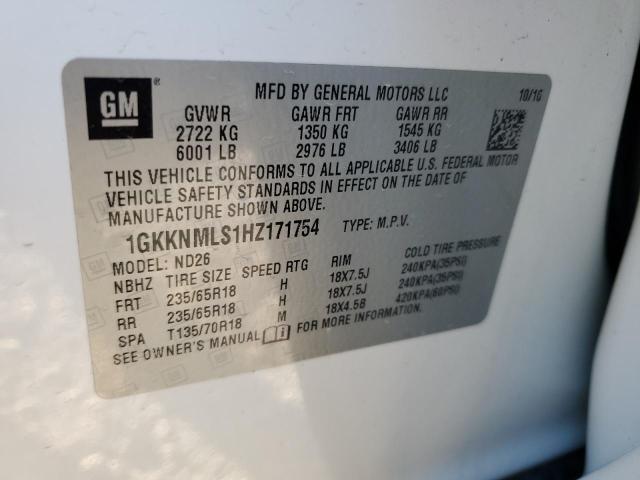 GM ®
MFD BY GENERAL MOTORS LLC 10/16
GVWR GAWR FRT GAWR RR
2722 KG 1350 KG 1545 KG
6001 LB 2976 LB 3406 LB
THIS VEHICLE CONFORMS TO ALL APPLICABLE U.S. FEDERAL MOTOR
VEHICLE SAFETY STANDARDS IN EFFECT ON THE DATE OF
MANUFACTURE SHOWN ABOVE.
1GKKNMLS1HZ171754 TYPE: M.P.V.
MODEL: ND26
NBHZ TIRE SIZE SPEED RTG RIM COLD TIRE PRESSURE
FRT 235/65R18 H 18X7.5J 240KPA(35PSI)
RR 235/65R18 H 18X7.5J 240KPA(35PSI)
SPA T135/70R18 M 18X4.5B 420KPA(60PSI)
SEE OWNER'S MANUAL FOR MORE INFORMATION.